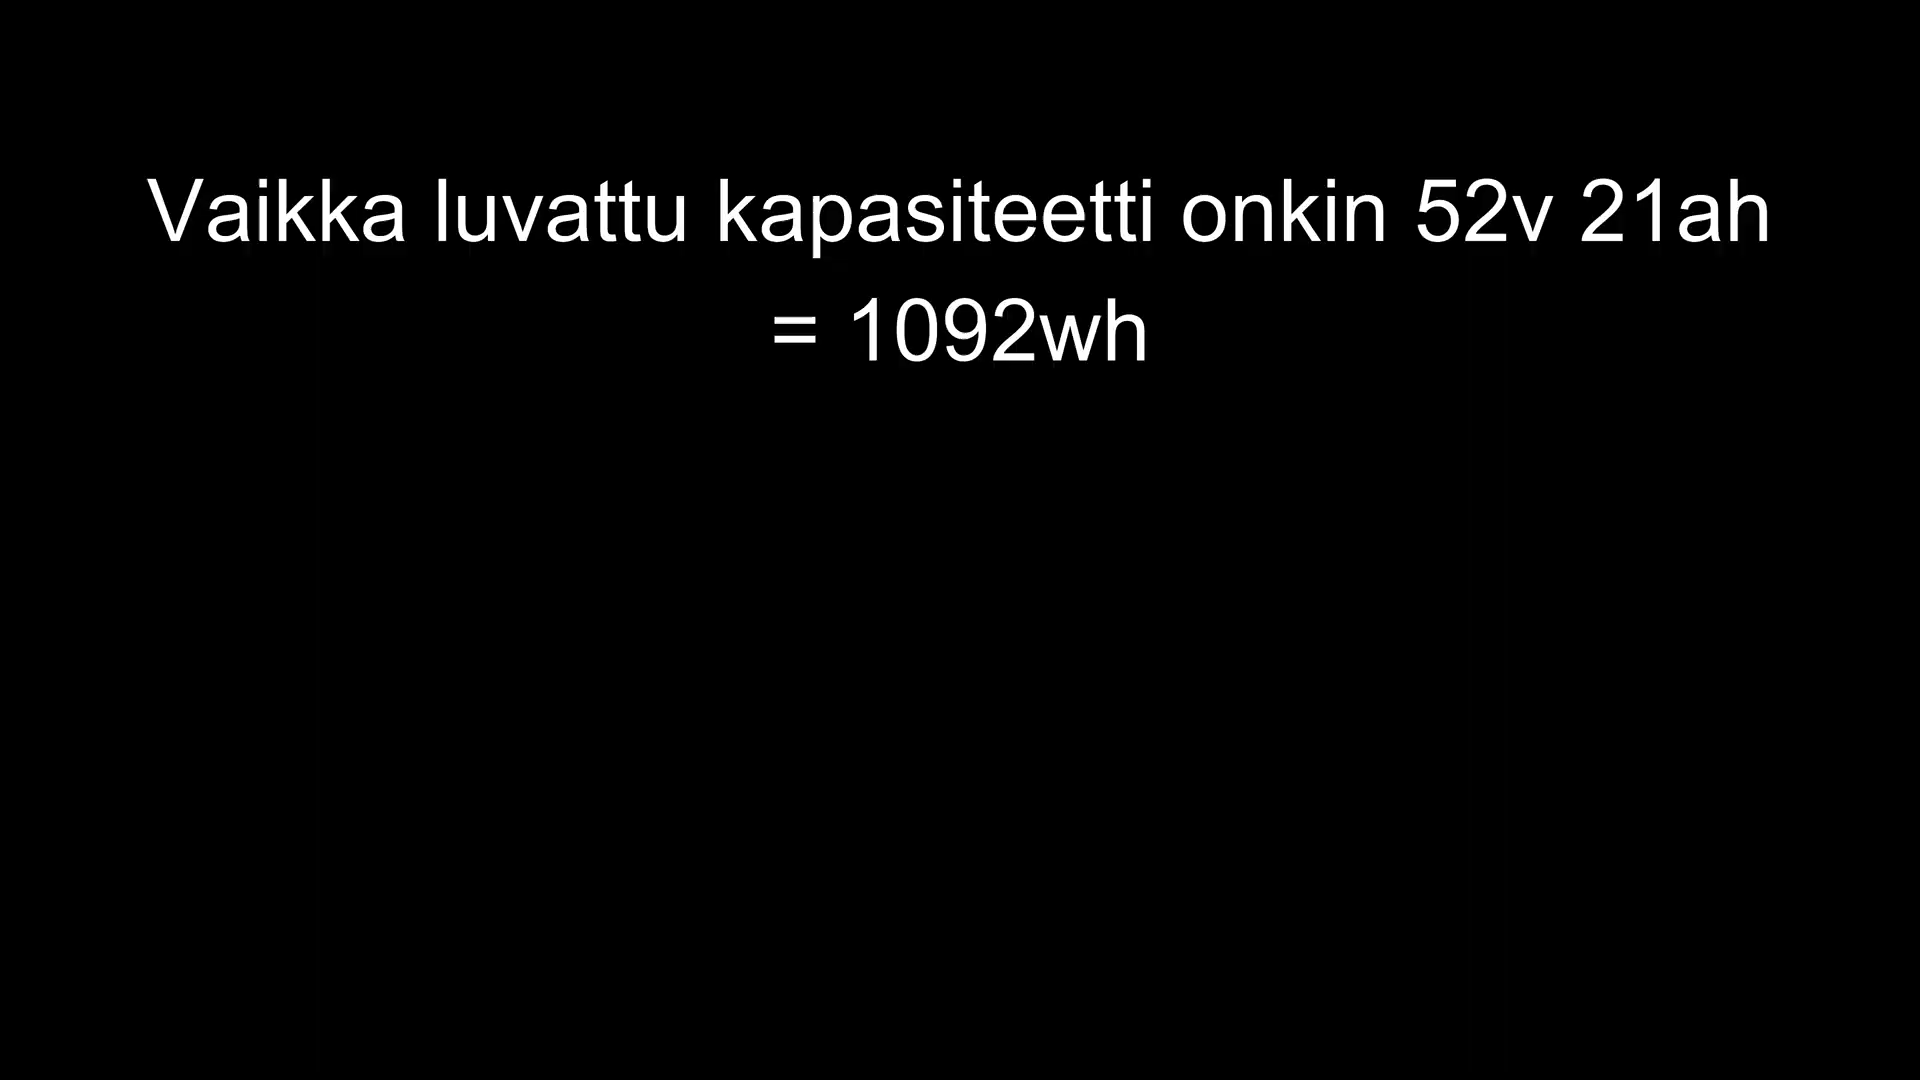 Vaikka luvattu kapasiteetti onkin 52v 21ah
= 1092wh